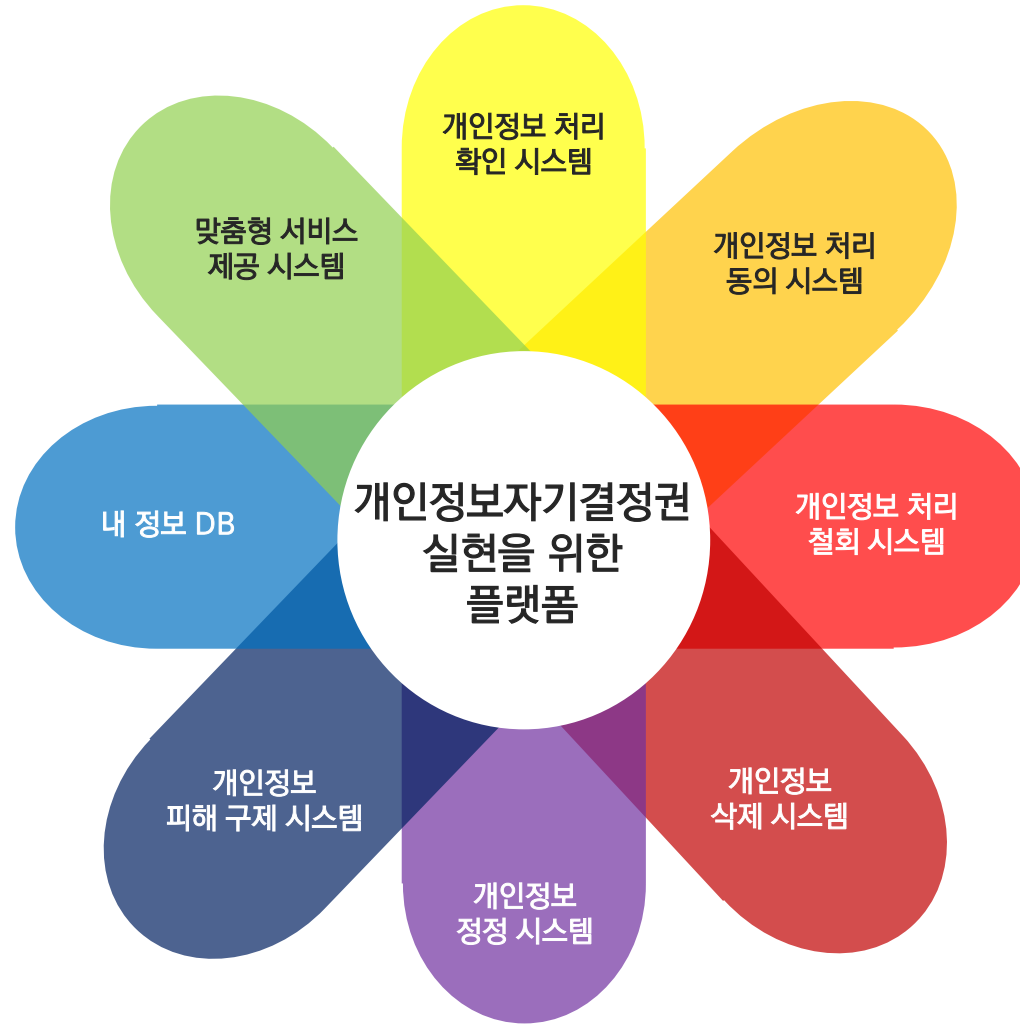 개인정보 처리
확인 시스템
개인정보 처리
동의 시스템
개인정보 처리
철회 시스템
개인정보
삭제 시스템
개인정보
정정 시스템
개인정보
피해 구제 시스템
내 정보 DB
맞춤형 서비스
제공 시스템
개인정보자기결정권
실현을 위한
플랫폼